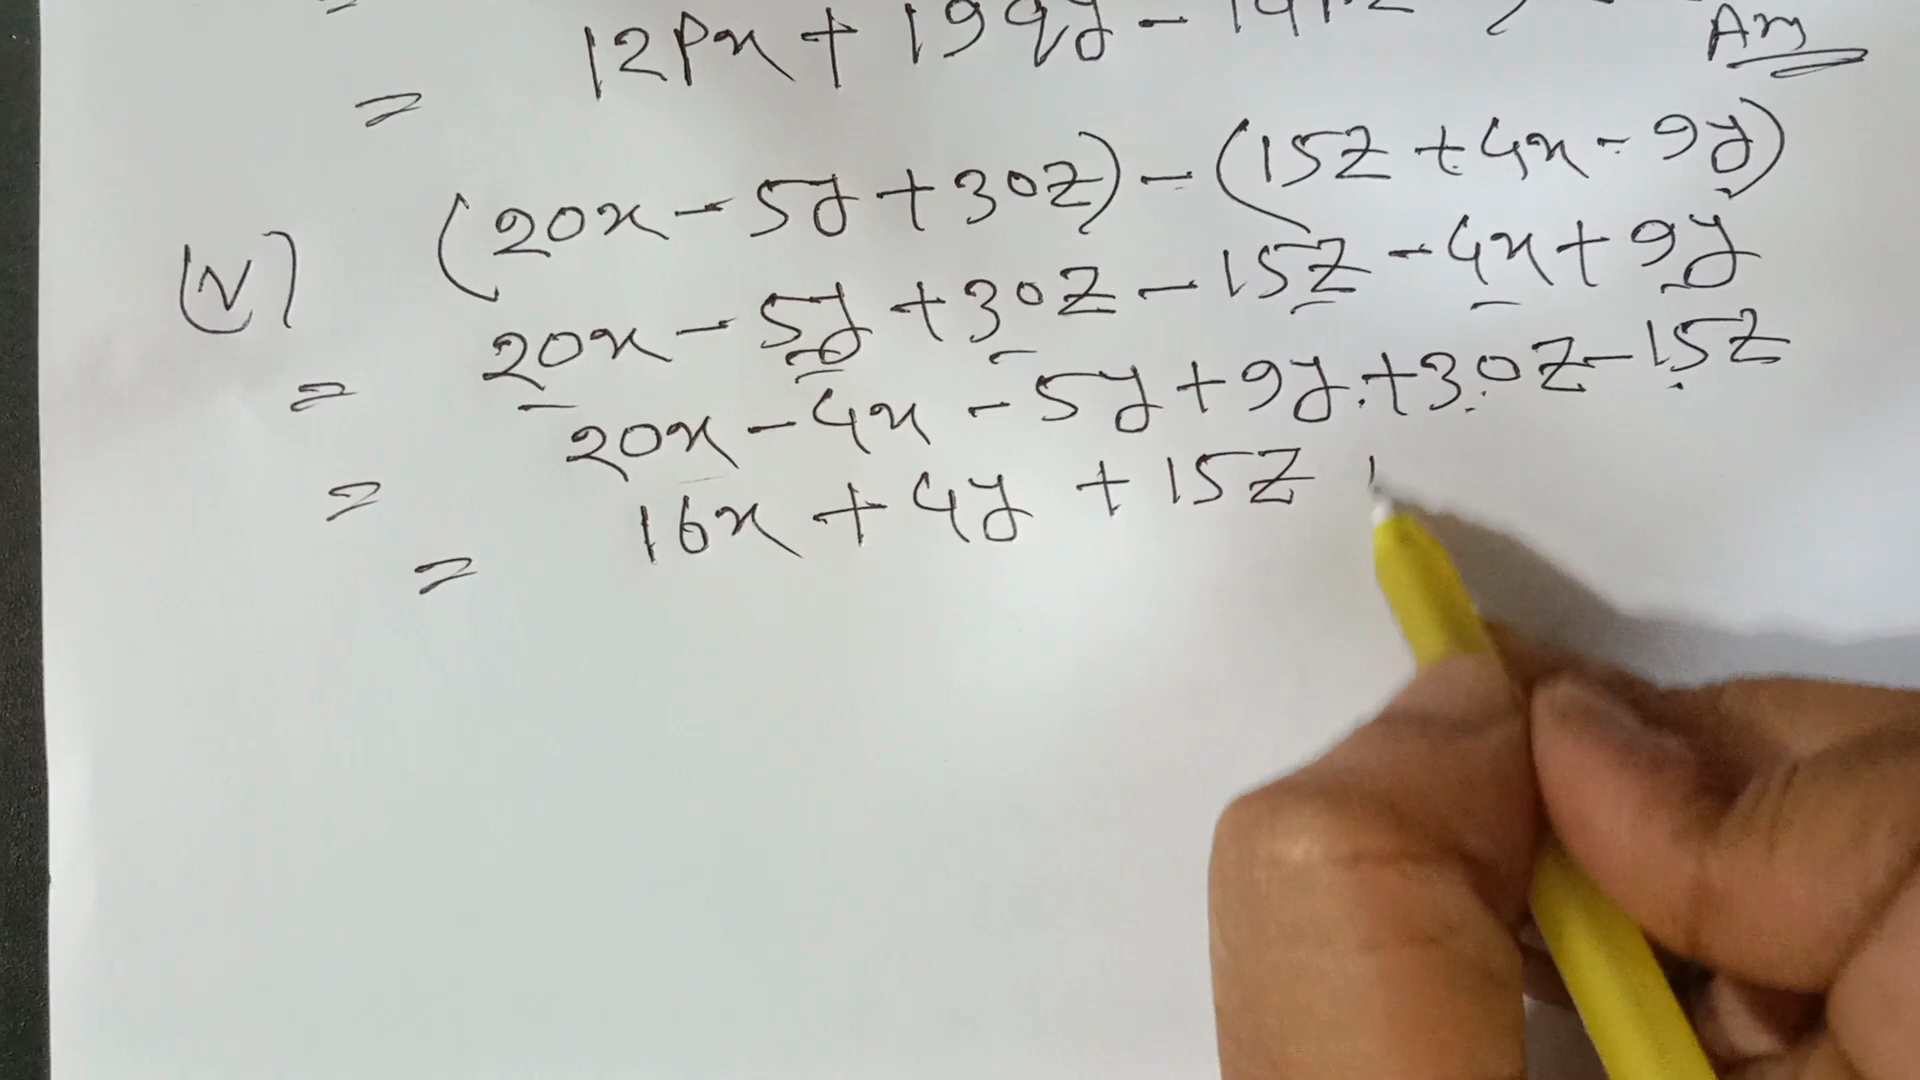 = 12px + 19qy - 
Ans
(v) (20x - 5y + 30z) - (15z + 4x - 9y)
= 20x - 5y + 30z - 15z - 4x + 9y
= 20x - 4x - 5y + 9y + 30z - 15z
= 16x + 4y + 15z